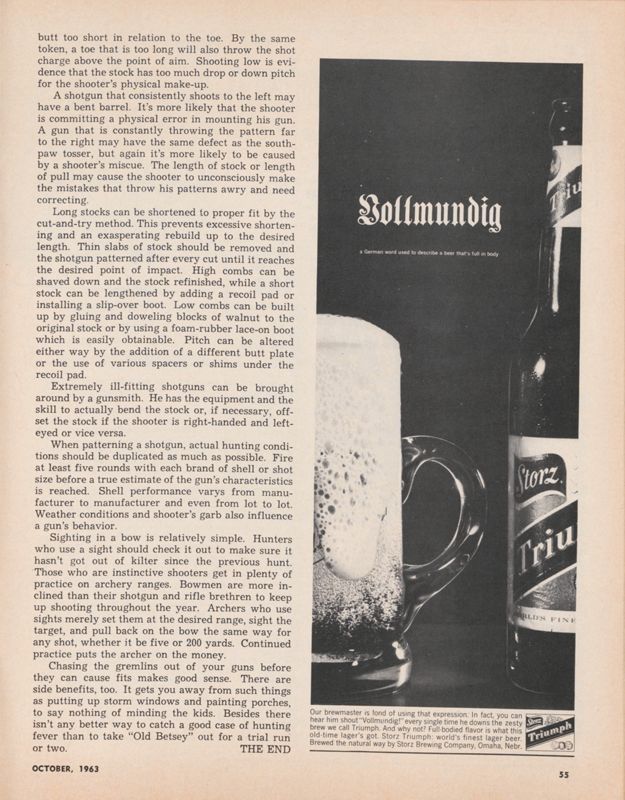 butt too short in relation to the toe. By the same
token, a toe that is too long will also throw the shot
charge above the point of aim. Shooting low is evi-
dence that the stock has too much drop or down pitch
for the shooter's physical make-up.
A shotgun that consistently shoots to the left may
have a bent barrel. It's more likely that the shooter
is committing a physical error in mounting his gun.
A gun that is constantly throwing the pattern far
to the right may have the same defect as the south-
paw tosser, but again it's more likely to be caused
by a shooter's miscue. The length of stock or length
of pull may cause the shooter to unconsciously make
the mistakes that throw his patterns awry and need
correcting.
Long stocks can be shortened to proper fit by the
cut-and-try method. This prevents excessive shorten-
ing and an exasperating rebuild up to the desired
length. Thin slabs of stock should be removed and
the shotgun patterned after every cut until it reaches
the desired point of impact. High combs can be
shaved down and the stock refinished, while a short
stock can be lengthened by adding a recoil pad or
installing a slip-over boot. Low combs can be built
up by gluing and doweling blocks of walnut to the
original stock or by using a foam-rubber lace-on boot
which is easily obtainable. Pitch can be altered
either way by the addition of a different butt plate
or the use of various spacers or shims under the
recoil pad.
Extremely ill-fitting shotguns can be brought
around by a gunsmith. He has the equipment and the
skill to actually bend the stock or, if necessary, off-
set the stock if the shooter is right-handed and left-
eyed or vice versa.
When patterning a shotgun, actual hunting condi-
tions should be duplicated as much as possible. Fire
at least five rounds with each brand of shell or shot
size before a true estimate of the gun's characteristics
is reached. Shell performance varys from manu-
facturer to manufacturer and even from lot to lot.
Weather conditions and shooter's garb also influence
a gun's behavior.
Sighting in a bow is relatively simple. Hunters
who use a sight should check it out to make sure it
hasn't got out of kilter since the previous hunt.
Those who are instinctive shooters get in plenty of
practice on archery ranges. Bowmen are more in-
clined than their shotgun and rifle brethren to keep
up shooting throughout the year. Archers who use
sights merely set them at the desired range, sight the
target, and pull back on the bow the same way for
any shot, whether it be five or 200 yards. Continued
practice puts the archer on the money.
Chasing the gremlins out of your guns before
they can cause fits makes good sense. There are
side benefits, too. It gets you away from such things
as putting up storm windows and painting porches,
to say nothing of minding the kids. Besides there
isn't any better way to catch a good case of hunting
fever than to take "Old Betsey" out for a trial run
or two. THE END
Vollmundig
a German word used to describe a beer that's full in body
Triu
Storz
Triu
RLDS FINE
Our brewmaster is fond of using that expression. In fact, you can
hear him shout "Vollmundig!" every single time he downs the zesty
brew we call Triumph. And why not? Full-bodied flavor is what this
old-time lager's got. Storz Triumph: world's finest lager beer.
Brewed the natural way by Storz Brewing Company, Omaha, Nebr.
Storz
Triumph
OCTOBER, 1963
55